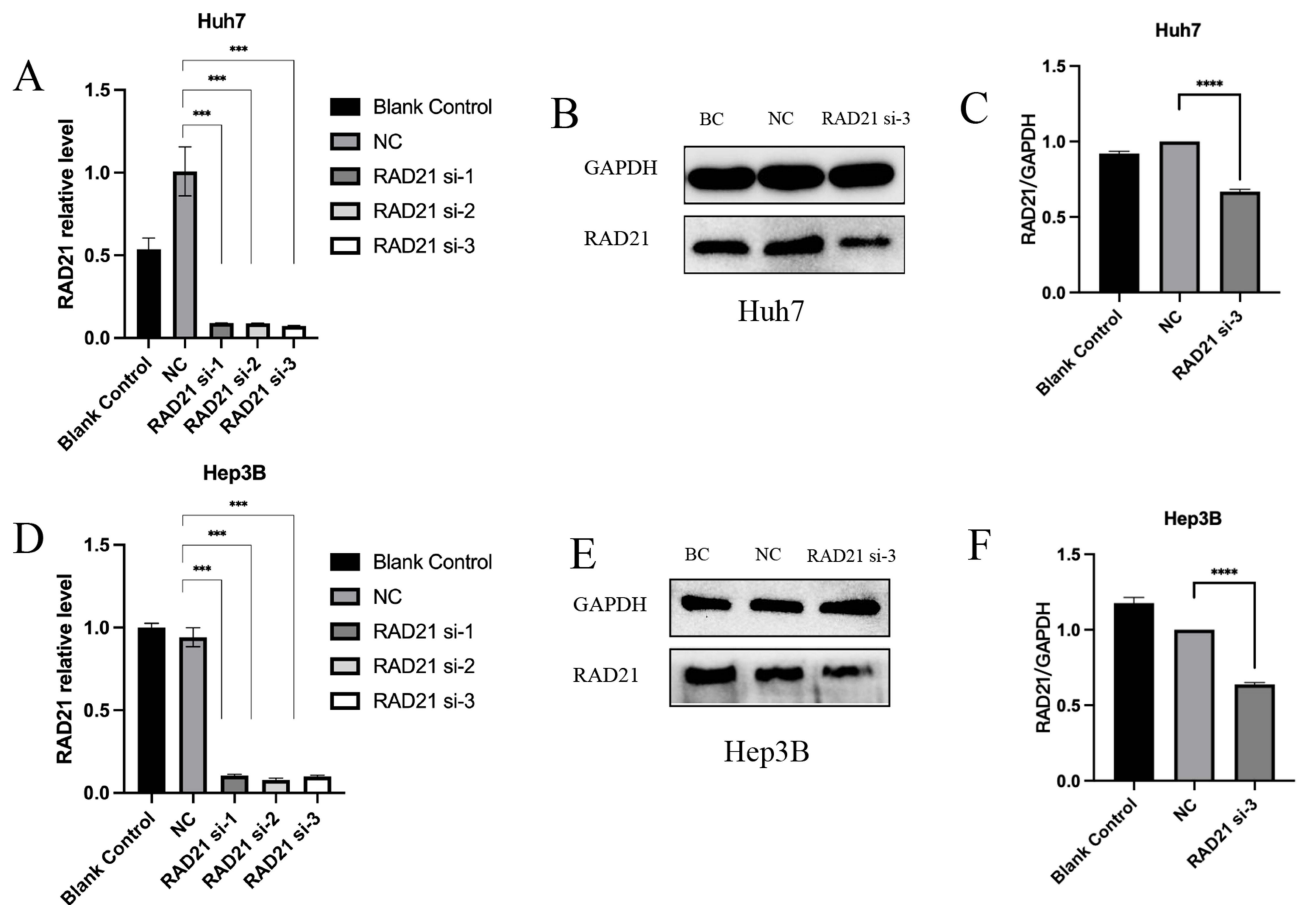 A
Huh7
***
***
***
RAD21 relative level
1.5
1.0
0.5
0.0
Blank Control
NC
RAD21 si-1
RAD21 si-2
RAD21 si-3
Blank Control
NC
RAD21 si-1
RAD21 si-2
RAD21 si-3
B
BC NC RAD21 si-3
GAPDH
RAD21
Huh7
C
Huh7
****
RAD21/GAPDH
1.5
1.0
0.5
0.0
Blank Control
NC
RAD21 si-3
D
Hep3B
***
***
***
RAD21 relative level
1.5
1.0
0.5
0.0
Blank Control
NC
RAD21 si-1
RAD21 si-2
RAD21 si-3
Blank Control
NC
RAD21 si-1
RAD21 si-2
RAD21 si-3
E
BC NC RAD21 si-3
GAPDH
RAD21
Hep3B
F
Hep3B
****
RAD21/GAPDH
1.5
1.0
0.5
0.0
Blank Control
NC
RAD21 si-3